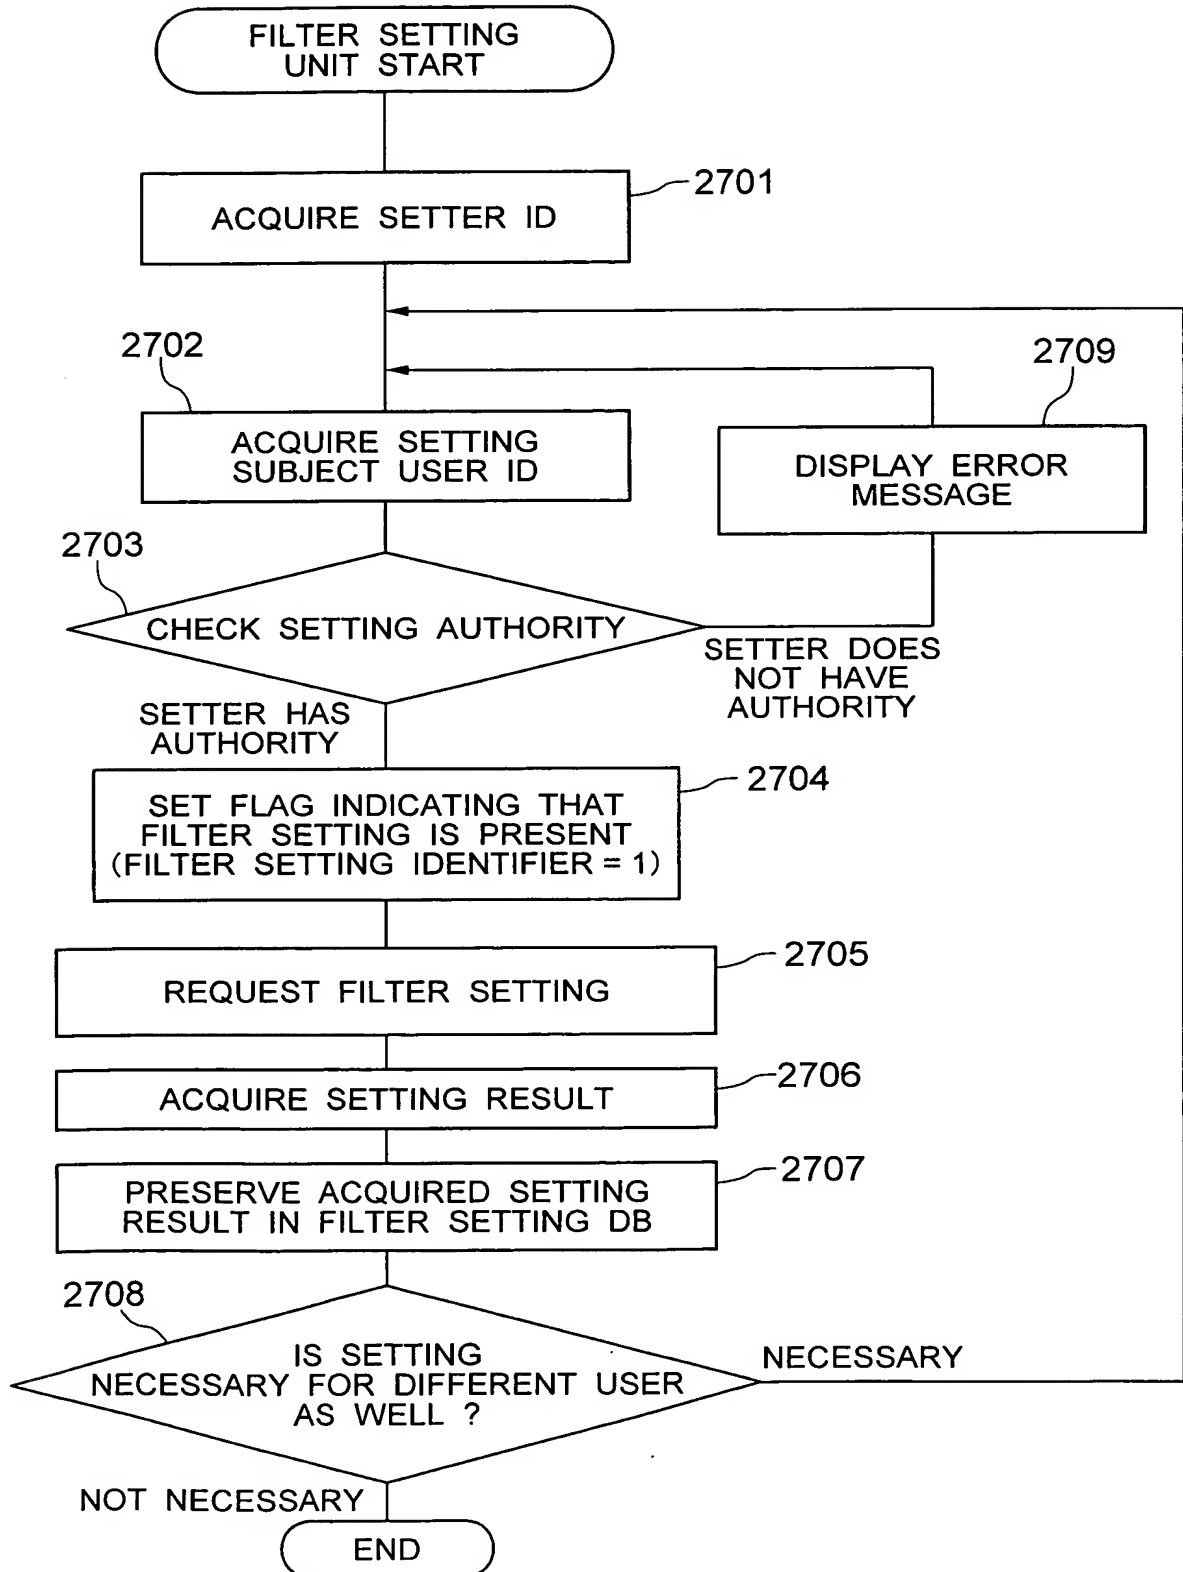 FILTER SETTING
UNIT START
2701
ACQUIRE SETTER ID
2702
2709
ACQUIRE SETTING
SUBJECT USER ID
DISPLAY ERROR
MESSAGE
2703
CHECK SETTING AUTHORITY
SETTER DOES
NOT HAVE
AUTHORITY
SETTER HAS
AUTHORITY
2704
SET FLAG INDICATING THAT
FILTER SETTING IS PRESENT
(FILTER SETTING IDENTIFIER = 1)
2705
REQUEST FILTER SETTING
2706
ACQUIRE SETTING RESULT
2707
PRESERVE ACQUIRED SETTING
RESULT IN FILTER SETTING DB
2708
IS SETTING
NECESSARY FOR DIFFERENT USER
AS WELL ?
NECESSARY
NOT NECESSARY
END